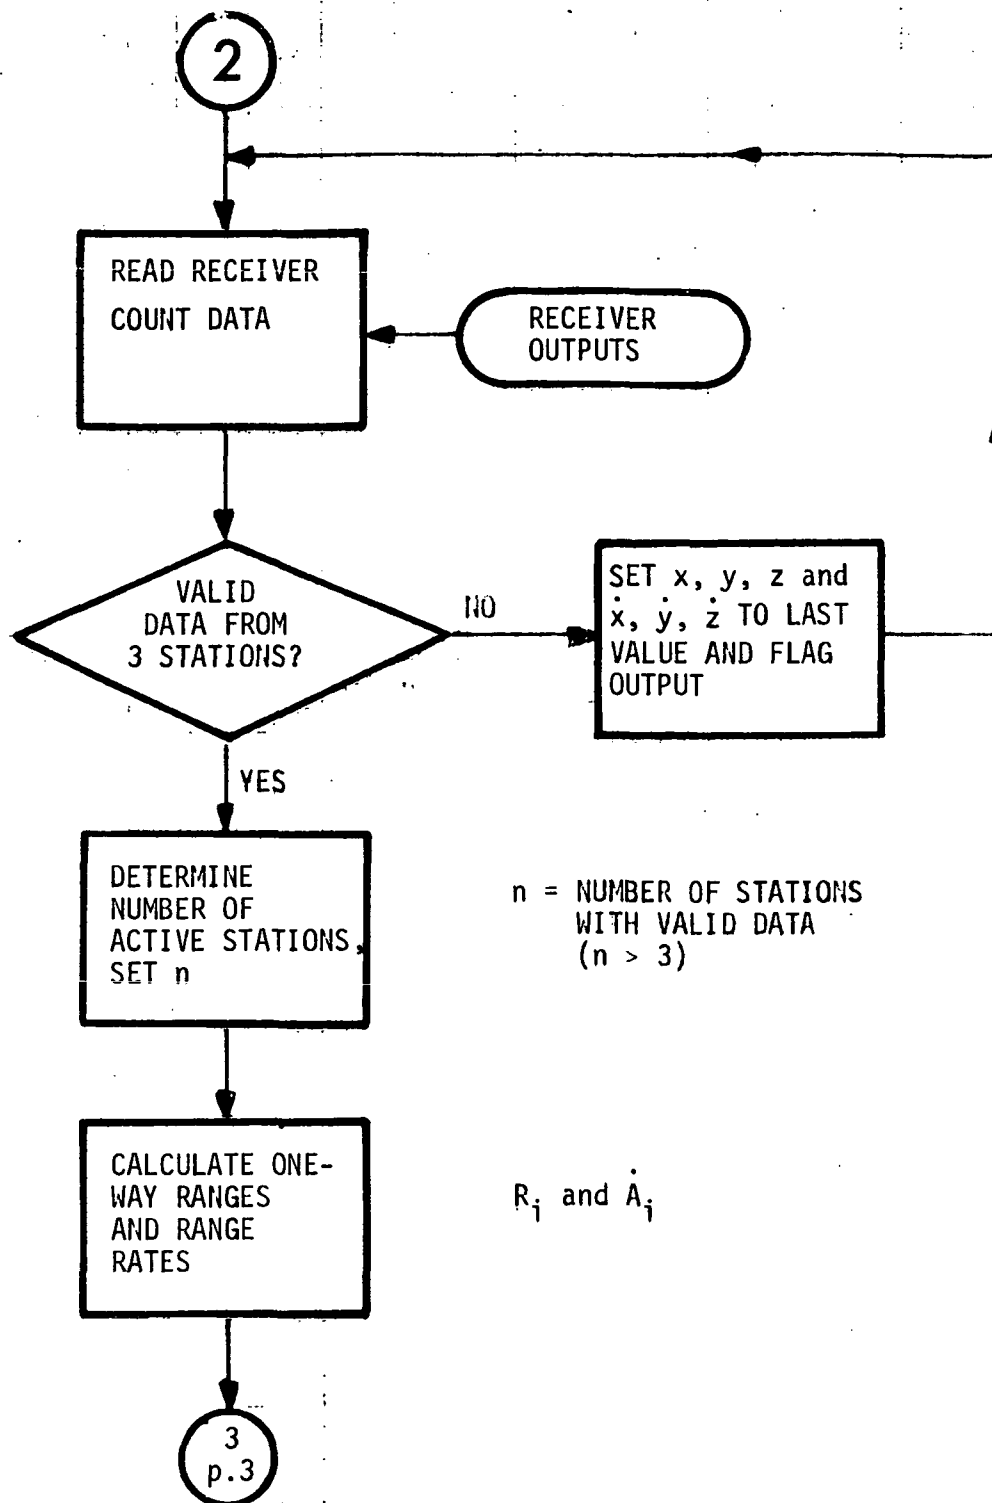 2
READ RECEIVER
COUNT DATA
RECEIVER
OUTPUTS
VALID
DATA FROM
3 STATIONS?
NO
SET x, y, z and
ẋ, ẏ, ż TO LAST
VALUE AND FLAG
OUTPUT
YES
DETERMINE
NUMBER OF
ACTIVE STATIONS,
SET n
n = NUMBER OF STATIONS
WITH VALID DATA
(n > 3)
CALCULATE ONE-
WAY RANGES
AND RANGE
RATES
R_i and Ȧ_i
3
p.3